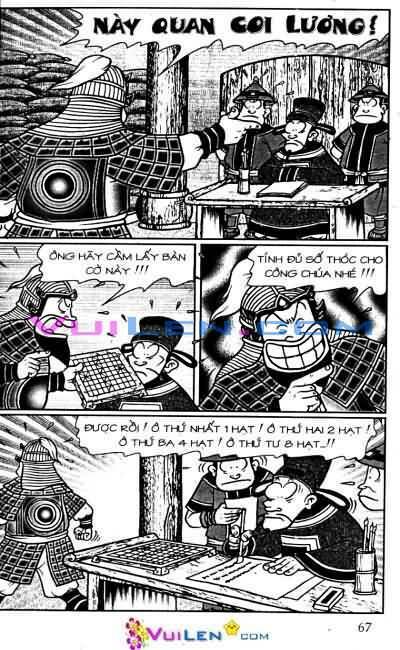 NÀY QUAN COI LƯƠNG!
ÔNG HÃY CẦM LẤY BÀN
CỜ NÀY !!!
TÍNH ĐỦ SỐ THÓC CHO
CÔNG CHÚA NHÉ !!!
VUILEN.COM
ĐƯỢC RỒI ! Ô THỨ NHẤT 1 HẠT ! Ô THỨ HAI 2 HẠT !
Ô THỨ BA 4 HẠT ! Ô THỨ TƯ 8 HẠT...!!
67
VUILEN.COM